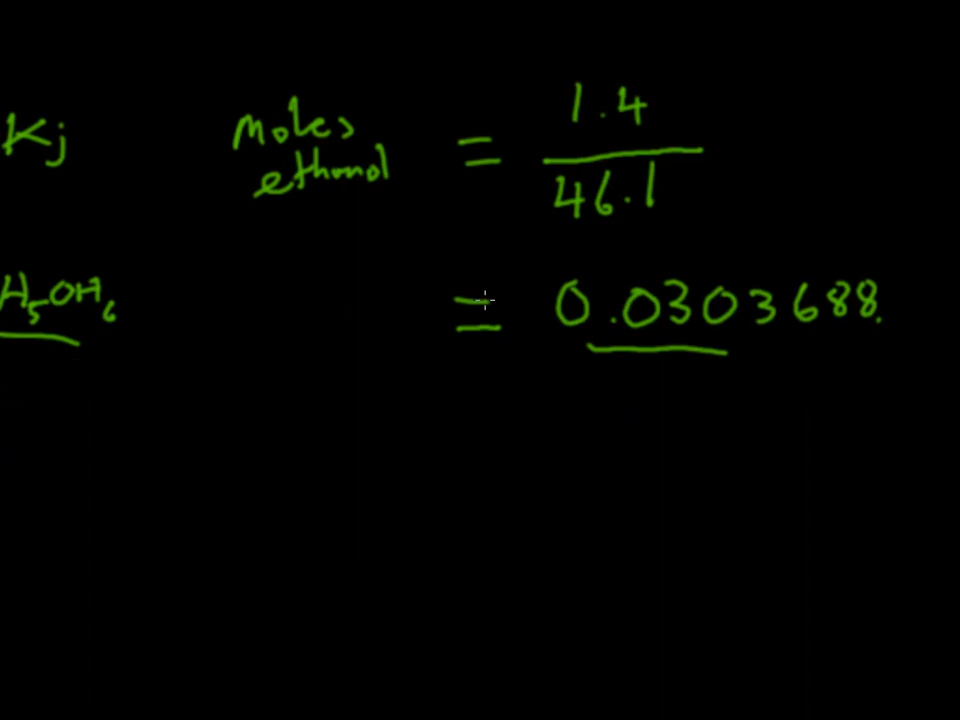 Kj Moles ethanol = 1.4 / 46.1
H5OH6 = 0.0303688.